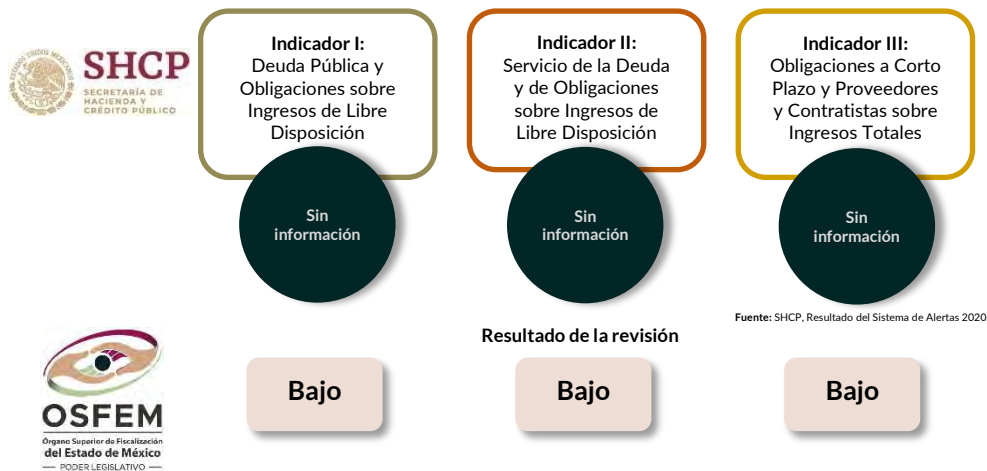 SHCP
SECRETARÍA DE
HACIENDA Y
CRÉDITO PÚBLICO
Indicador I:
Deuda Pública y
Obligaciones sobre
Ingresos de Libre
Disposición
Sin
información
Indicador II:
Servicio de la Deuda
y de Obligaciones
sobre Ingresos de
Libre Disposición
Sin
información
Indicador III:
Obligaciones a Corto
Plazo y Proveedores
y Contratistas sobre
Ingresos Totales
Sin
información
Fuente: SHCP, Resultado del Sistema de Alertas 2020
Resultado de la revisión
OSFEM
Órgano Superior de Fiscalización
del Estado de México
PODER LEGISLATIVO
Bajo
Bajo
Bajo